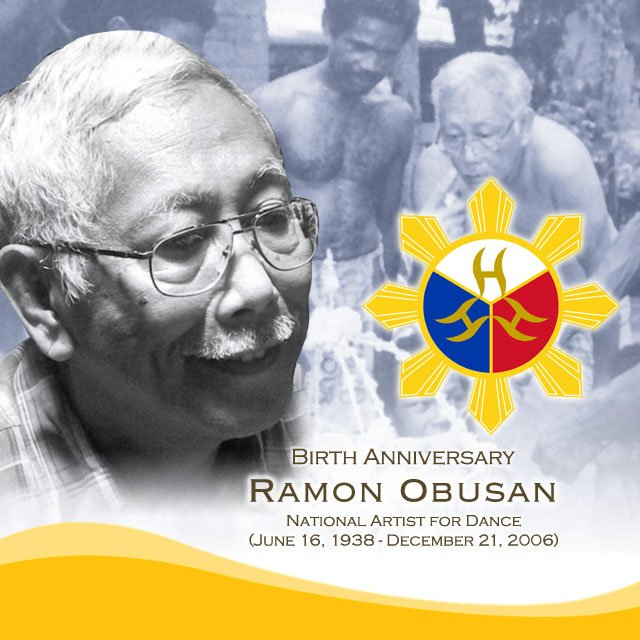 Birth Anniversary
Ramon Obusan
National Artist for Dance
(June 16, 1938 - December 21, 2006)